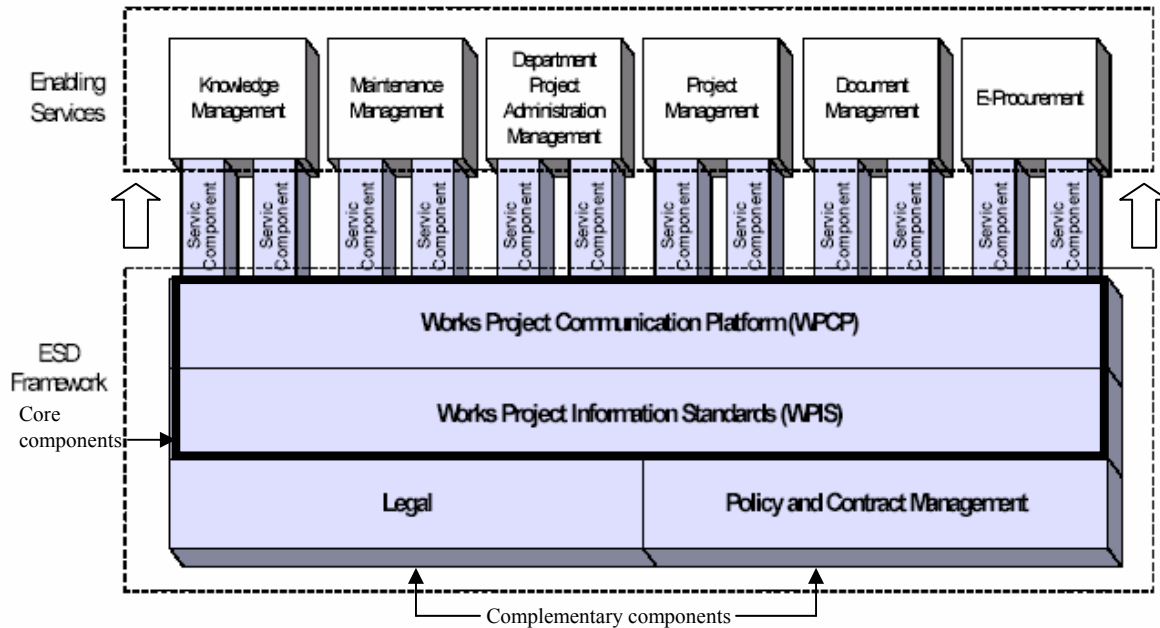 Enabling
Services
Knowledge
Management
Maintenance
Management
Department
Project
Administration
Management
Project
Management
Document
Management
E-Procurement
Servic
Component
Servic
Component
Servic
Component
Servic
Component
Servic
Component
Servic
Component
Servic
Component
Servic
Component
Servic
Component
Servic
Component
Servic
Component
Servic
Component
ESD
Framework
Core
components
Works Project Communication Platform (WPCP)
Works Project Information Standards (WPIS)
Legal
Policy and Contract Management
Complementary components